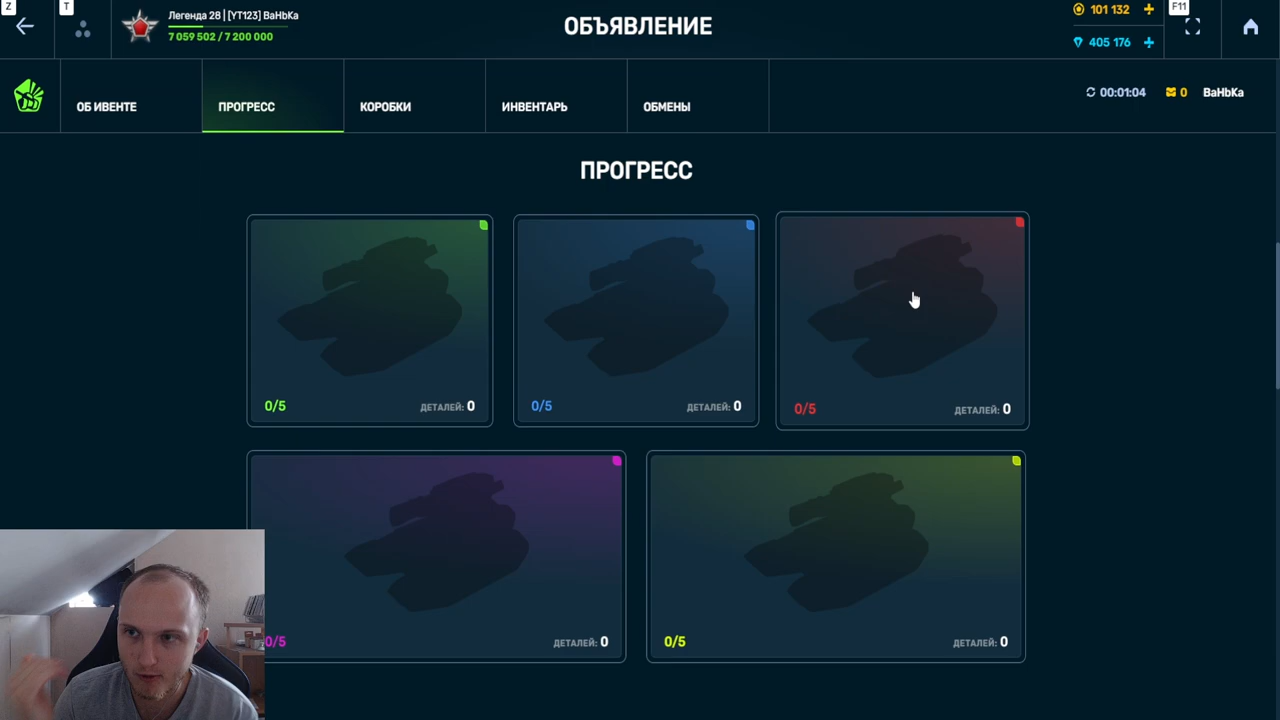 Z
T
Легенда 28 | [YT123] BaHbKa
7 059 502 / 7 200 000
ОБЪЯВЛЕНИЕ
101 132 +
405 176 +
F11
ОБ ИВЕНТЕ
ПРОГРЕСС
КОРОБКИ
ИНВЕНТАРЬ
ОБМЕНЫ
00:01:04
0
BaHbKa
ПРОГРЕСС
0/5
ДЕТАЛЕЙ: 0
0/5
ДЕТАЛЕЙ: 0
0/5
ДЕТАЛЕЙ: 0
0/5
ДЕТАЛЕЙ: 0
0/5
ДЕТАЛЕЙ: 0